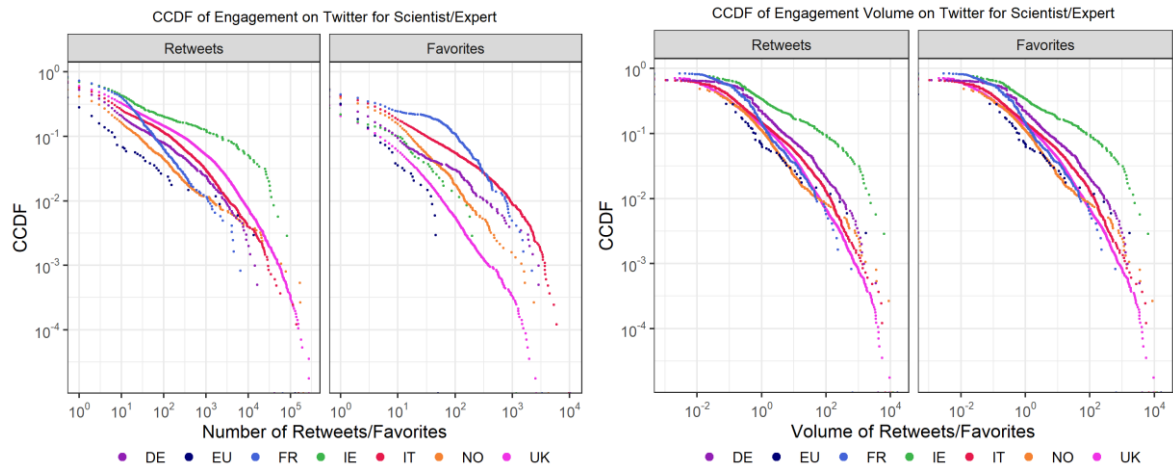 CCDF of Engagement on Twitter for Scientist/Expert
Retweets Favorites
10^0
10^-1
10^-2
10^-3
10^-4
CCDF
10^0 10^1 10^2 10^3 10^4 10^5 10^0 10^1 10^2 10^3 10^4
Number of Retweets/Favorites
DE EU FR IE IT NO UK
CCDF of Engagement Volume on Twitter for Scientist/Expert
Retweets Favorites
10^0
10^-1
10^-2
10^-3
10^-4
CCDF
10^-2 10^0 10^2 10^4 10^-2 10^0 10^2 10^4
Volume of Retweets/Favorites
DE EU FR IE IT NO UK